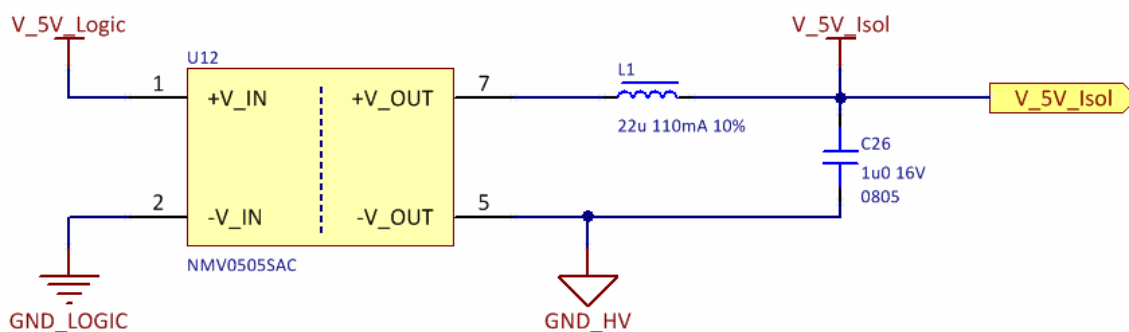 V_5V_Logic
V_5V_Isol
U12
L1
1
+V_IN
+V_OUT
7
V_5V_Isol
22u 110mA 10%
C26
1u0 16V
0805
2
-V_IN
-V_OUT
5
NMV0505SAC
GND_LOGIC
GND_HV